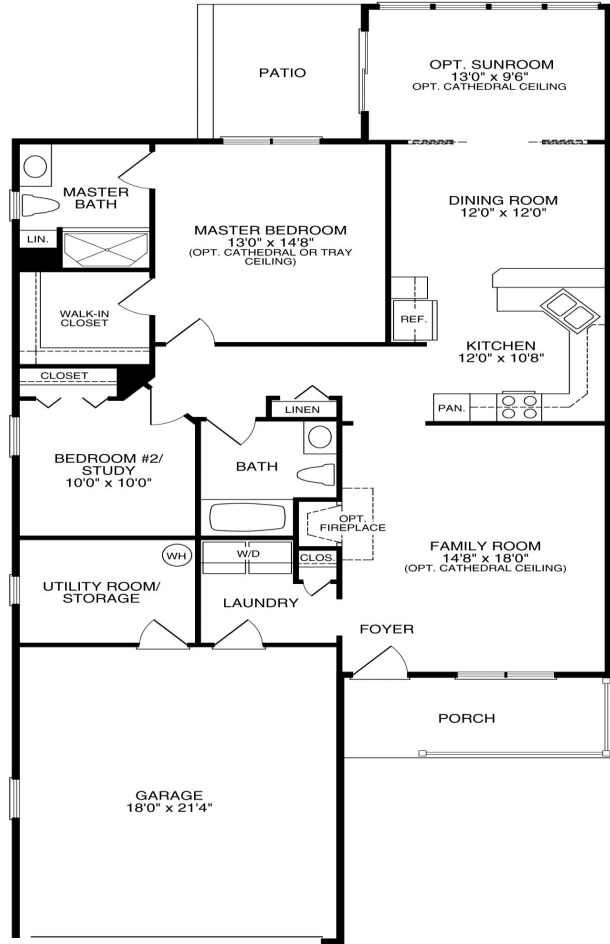 OPT. SUNROOM
13'0" x 9'6"
OPT. CATHEDRAL CEILING
PATIO
MASTER
BATH
LIN.
MASTER BEDROOM
13'0" x 14'8"
(OPT. CATHEDRAL OR TRAY
CEILING)
DINING ROOM
12'0" x 12'0"
WALK-IN
CLOSET
REF.
KITCHEN
12'0" x 10'8"
CLOSET
LINEN
PAN.
BEDROOM #2/
STUDY
10'0" x 10'0"
BATH
OPT.
FIREPLACE
WH
W/D
CLOS.
FAMILY ROOM
14'8" x 18'0"
(OPT. CATHEDRAL CEILING)
UTILITY ROOM/
STORAGE
LAUNDRY
FOYER
PORCH
GARAGE
18'0" x 21'4"